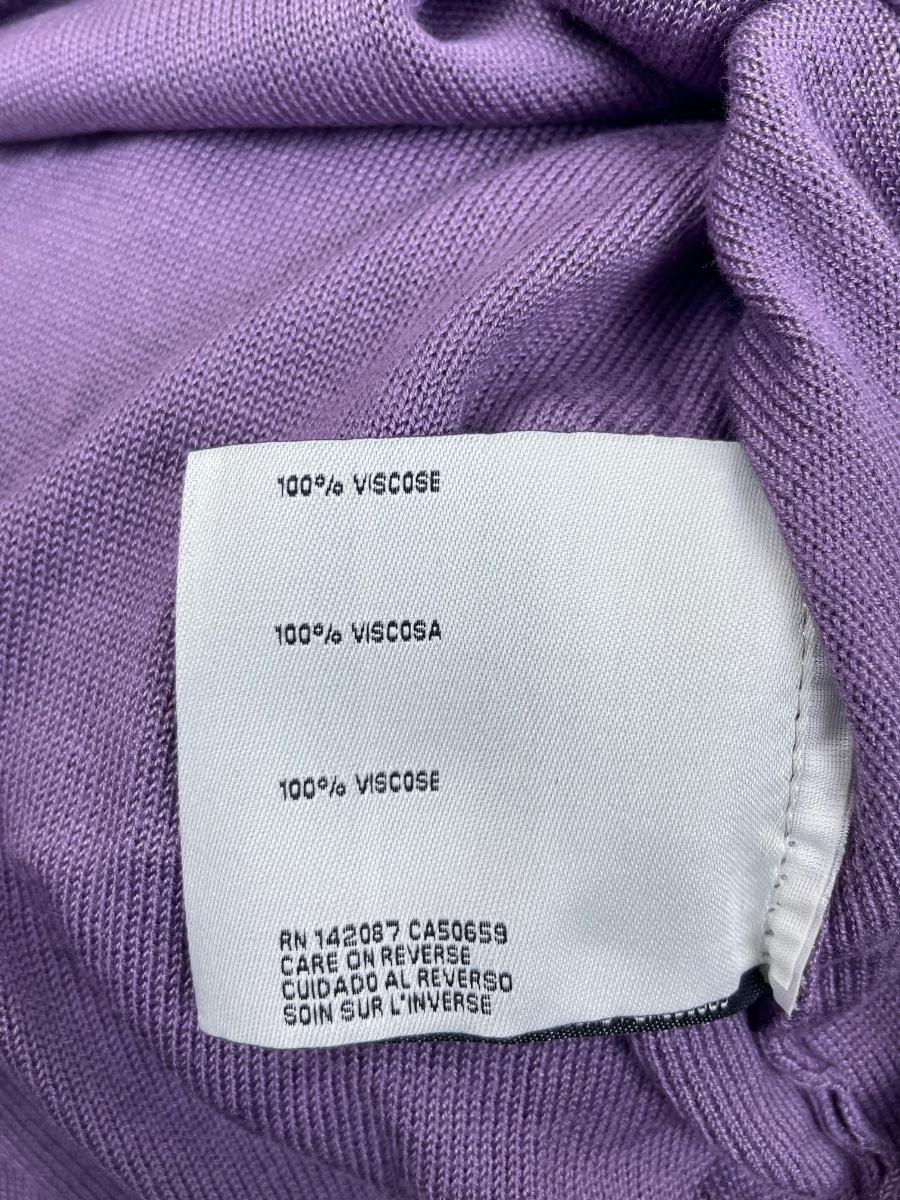 100% VISCOSE
100% VISCOSA
100% VISCOSE
RN 142087 CA50659
CARE ON REVERSE
CUIDADO AL REVERSO
SOIN SUR L'INVERSE